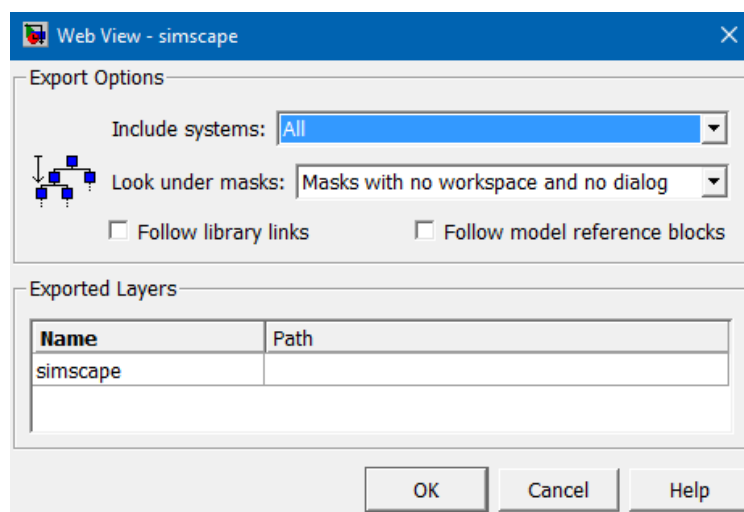 Web View - simscape
Export Options
Include systems: All
Look under masks: Masks with no workspace and no dialog
Follow library links Follow model reference blocks
Exported Layers
Name Path
simscape
OK Cancel Help